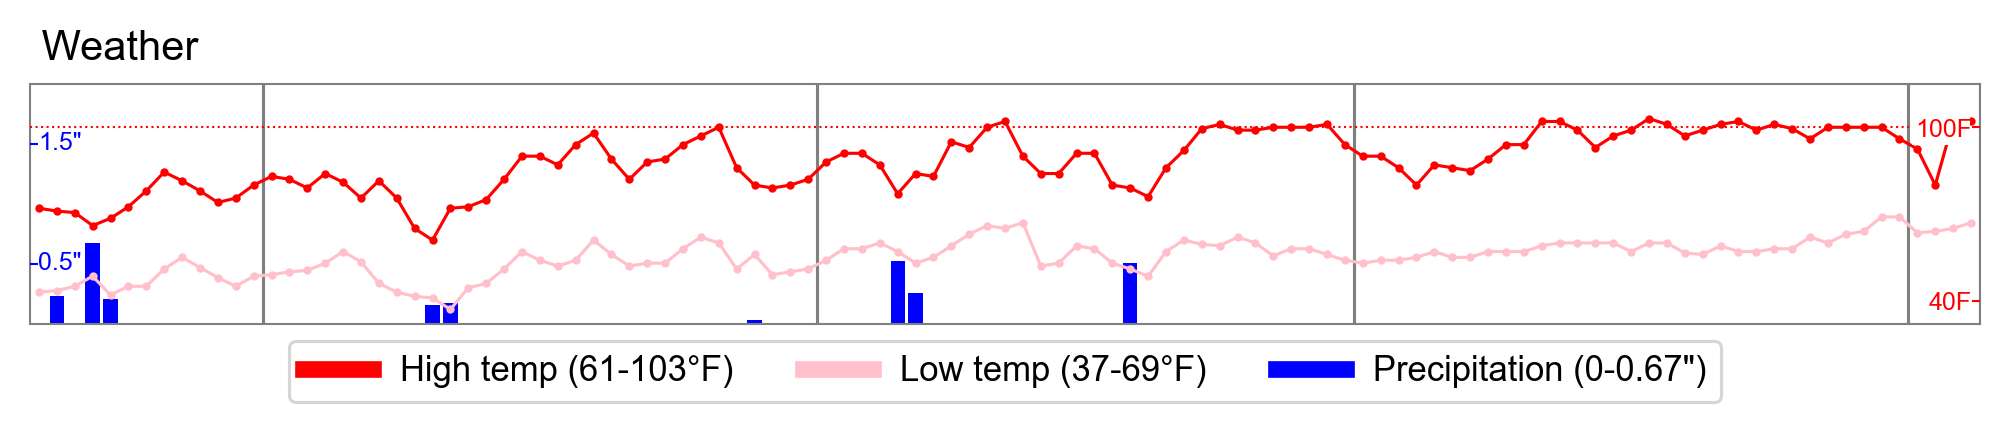 Weather
1.5"
100F
0.5"
40F
High temp (61-103°F) Low temp (37-69°F) Precipitation (0-0.67")